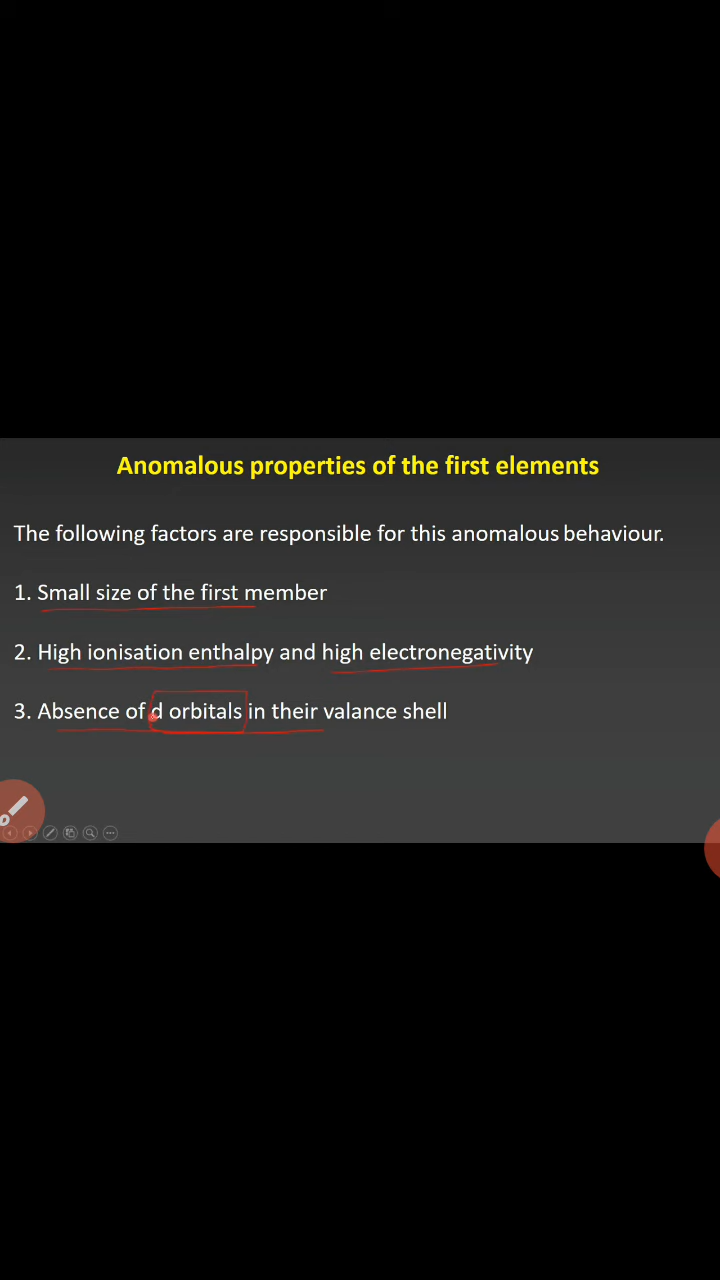 Anomalous properties of the first elements
The following factors are responsible for this anomalous behaviour.
1. Small size of the first member
2. High ionisation enthalpy and high electronegativity
3. Absence of d orbitals in their valance shell